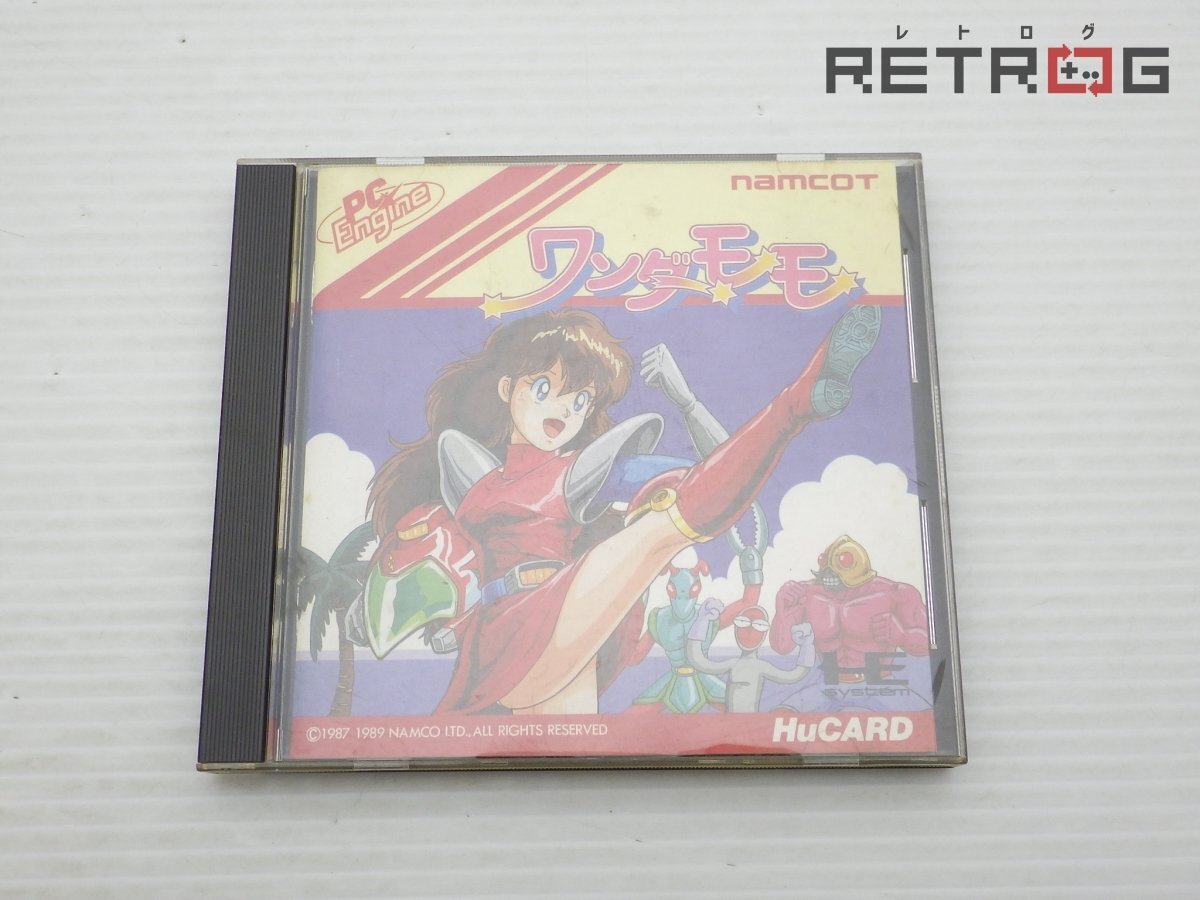 レトログ
RETROG
PC Engine
namcot
ワンダーモモ
HE
system
©1987 1989 NAMCO LTD., ALL RIGHTS RESERVED
HuCARD